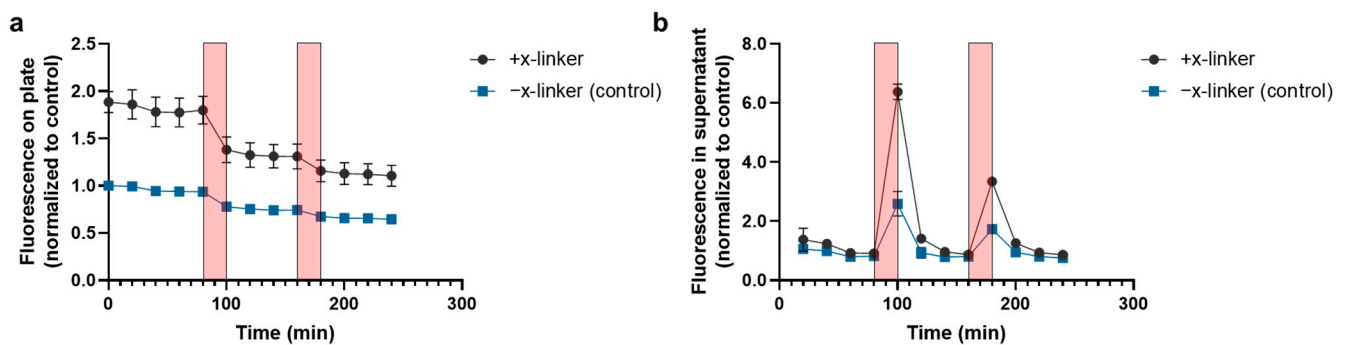 a
Fluorescence on plate
(normalized to control)
2.5
2.0
1.5
1.0
0.5
0.0
0
100
200
300
Time (min)
+x-linker
−x-linker (control)
b
Fluorescence in supernatant
(normalized to control)
8.0
6.0
4.0
2.0
0.0
0
100
200
300
Time (min)
+x-linker
−x-linker (control)